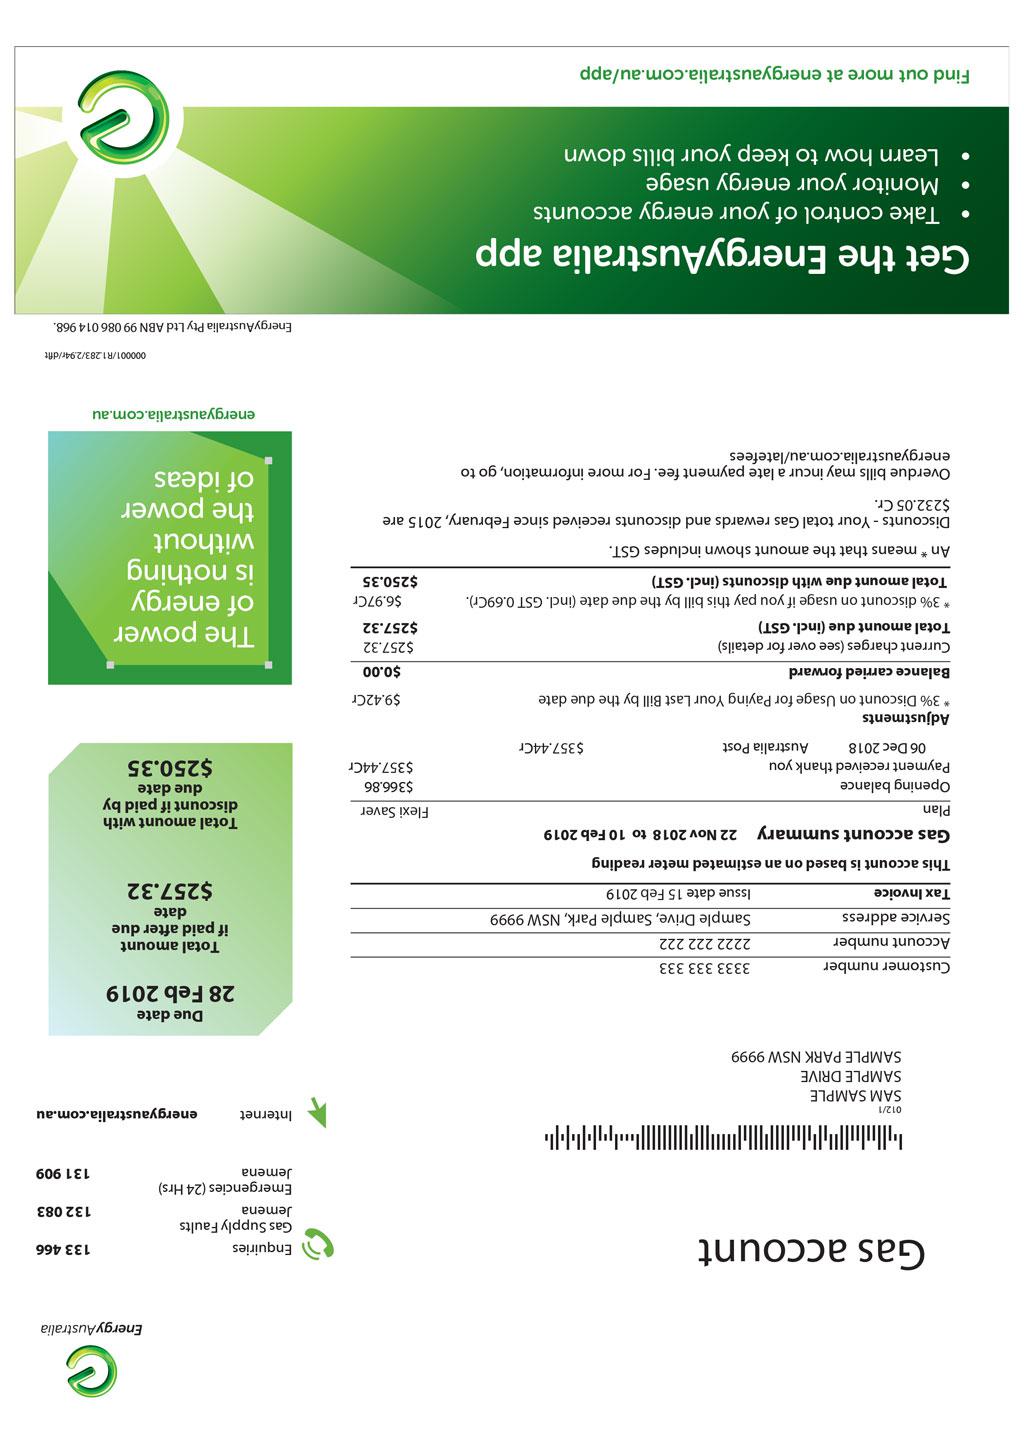 EnergyAustralia
Gas account
Enquiries 133 466
Gas Supply Faults
Jemena 132 083
Emergencies (24 Hrs)
Jemena 131 909
Internet energyaustralia.com.au
012/1
SAM SAMPLE
SAMPLE DRIVE
SAMPLE PARK NSW 9999
Customer number 3333 333 333
Account number 2222 222 222
Service address Sample Drive, Sample Park, NSW 9999
Tax Invoice Issue date 15 Feb 2019
This account is based on an estimated meter reading
Gas account summary 22 Nov 2018 to 10 Feb 2019
Plan Flexi Saver
Opening balance $366.86
Payment received thank you $357.44Cr
06 Dec 2018 Australia Post $357.44Cr
Adjustments
* 3% Discount on Usage for Paying Your Last Bill by the due date $9.42Cr
Balance carried forward $0.00
Current charges (see over for details) $257.32
Total amount due (incl. GST) $257.32
* 3% discount on usage if you pay this bill by the due date (incl. GST 0.69Cr). $6.97Cr
Total amount due with discounts (incl. GST) $250.35
An * means that the amount shown includes GST.
Discounts - Your total Gas rewards and discounts received since February, 2015 are
$232.05 Cr.
Overdue bills may incur a late payment fee. For more information, go to
energyaustralia.com.au/latefees
Due date
28 Feb 2019
Total amount
if paid after due
date
$257.32
Total amount with
discount if paid by
due date
$250.35
The power
of energy
is nothing
without
the power
of ideas
energyaustralia.com.au
000001/R1.283/2.94r/dflt
EnergyAustralia Pty Ltd ABN 99 086 014 968.
Get the EnergyAustralia app
• Take control of your energy accounts
• Monitor your energy usage
• Learn how to keep your bills down
Find out more at energyaustralia.com.au/app